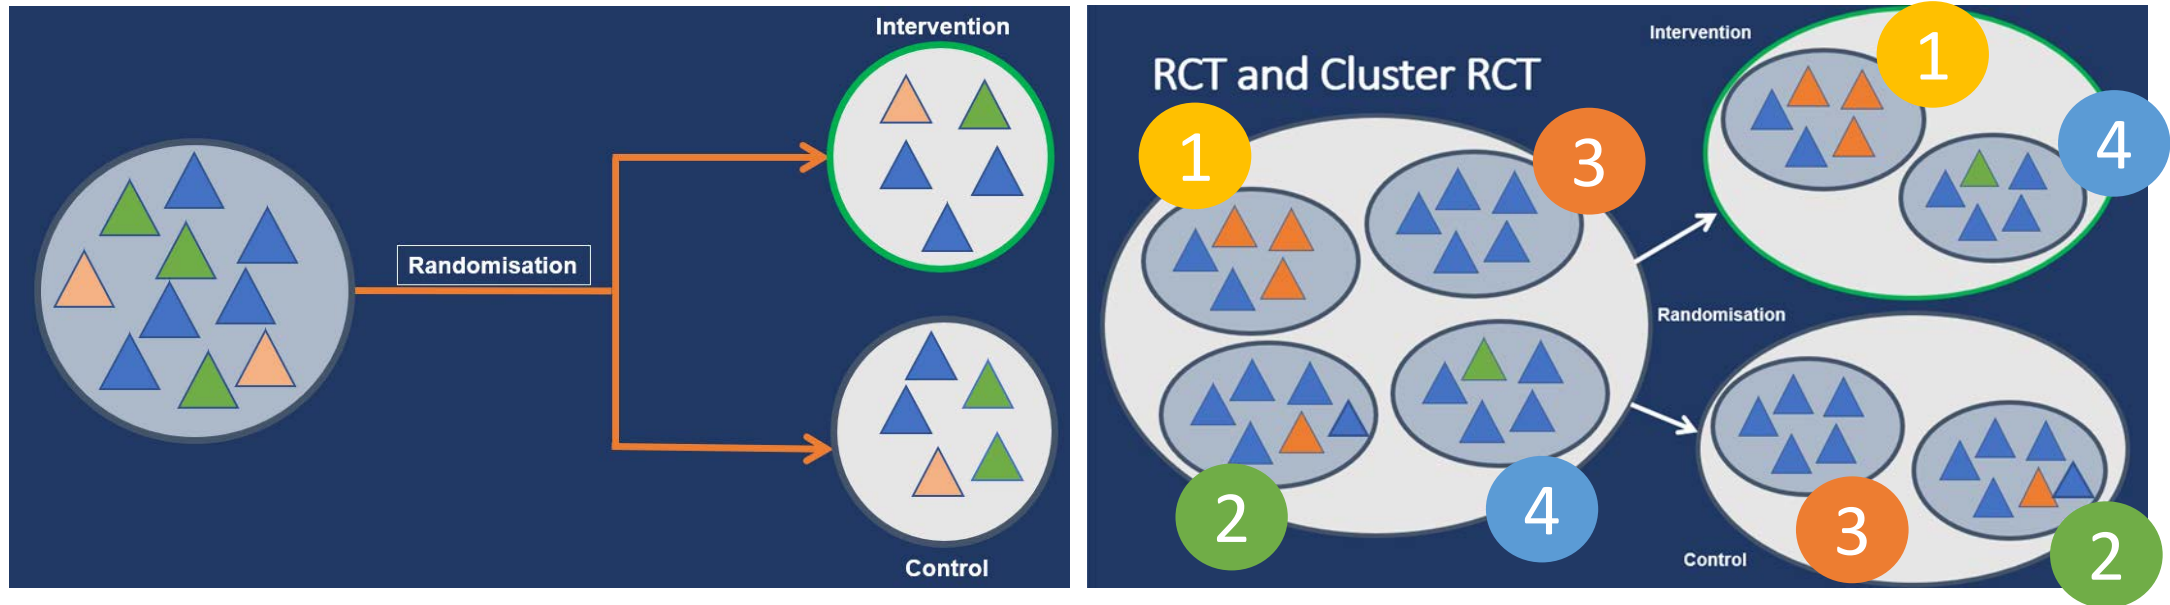 Intervention
Randomisation
Control
RCT and Cluster RCT
Intervention
1
4
1
3
2
4
Randomisation
3
2
Control